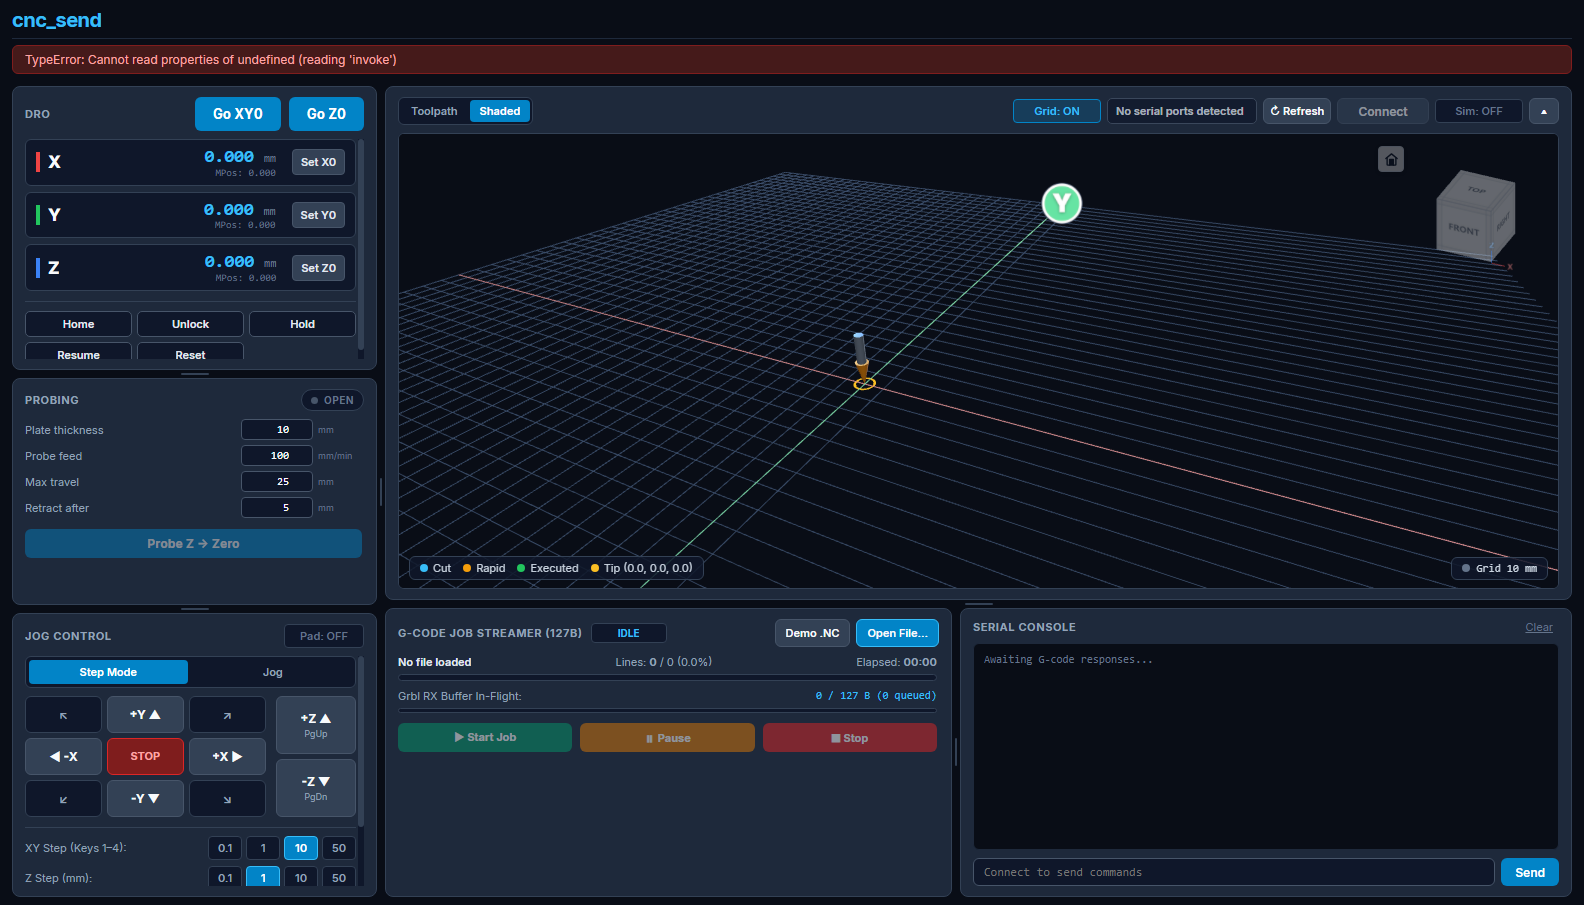 cnc_send
TypeError: Cannot read properties of undefined (reading 'invoke')
DRO
Go XY0
Go Z0
X
0.000 mm
MPos: 0.000
Set X0
Y
0.000 mm
MPos: 0.000
Set Y0
Z
0.000 mm
MPos: 0.000
Set Z0
Home
Unlock
Hold
Resume
Reset
PROBING
OPEN
Plate thickness 10 mm
Probe feed 100 mm/min
Max travel 25 mm
Retract after 5 mm
Probe Z → Zero
JOG CONTROL
Pad: OFF
Step Mode
Jog
↖
+Y ▲
↗
◀ -X
STOP
+X ▶
↙
-Y ▼
↘
+Z ▲
PgUp
-Z ▼
PgDn
XY Step (Keys 1–4): 0.1 1 10 50
Z Step (mm): 0.1 1 10 50
Toolpath
Shaded
Grid: ON
No serial ports detected
↻ Refresh
Connect
Sim: OFF
▲
Y
TOP
FRONT
RIGHT
X
Cut
Rapid
Executed
Tip (0.0, 0.0, 0.0)
Grid 10 mm
G-CODE JOB STREAMER (127B)
IDLE
Demo .NC
Open File...
No file loaded
Lines: 0 / 0 (0.0%)
Elapsed: 00:00
Grbl RX Buffer In-Flight:
0 / 127 B (0 queued)
▶ Start Job
⏸ Pause
■ Stop
SERIAL CONSOLE
Clear
Awaiting G-code responses...
Connect to send commands
Send